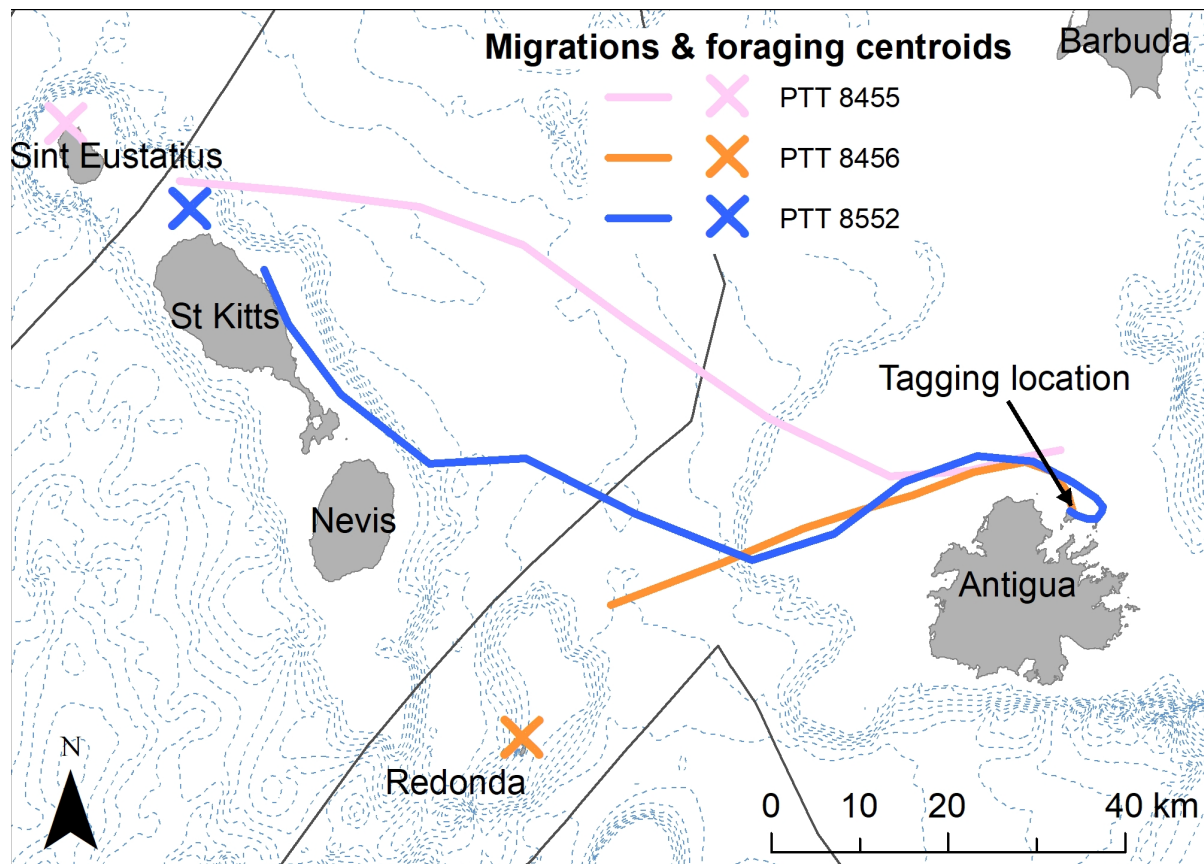 Migrations & foraging centroids
Barbuda
PTT 8455
Sint Eustatius
PTT 8456
PTT 8552
St Kitts
Tagging location
Nevis
Antigua
N
Redonda
0 10 20 40 km